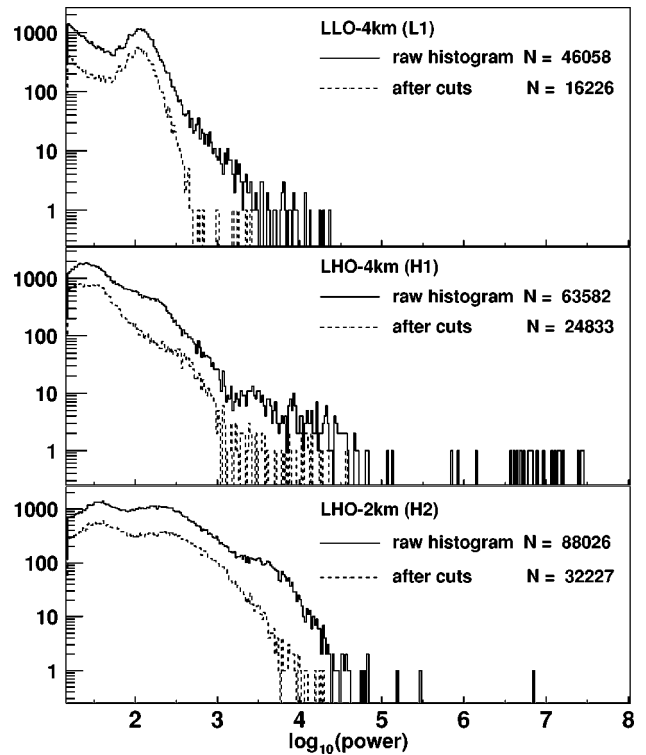 LLO-4km (L1)
1000
raw histogram N = 46058
100
after cuts N = 16226
10
1
LHO-4km (H1)
1000
raw histogram N = 63582
100
after cuts N = 24833
10
1
LHO-2km (H2)
1000
raw histogram N = 88026
100
after cuts N = 32227
10
1
2 3 4 5 6 7 8
log10(power)